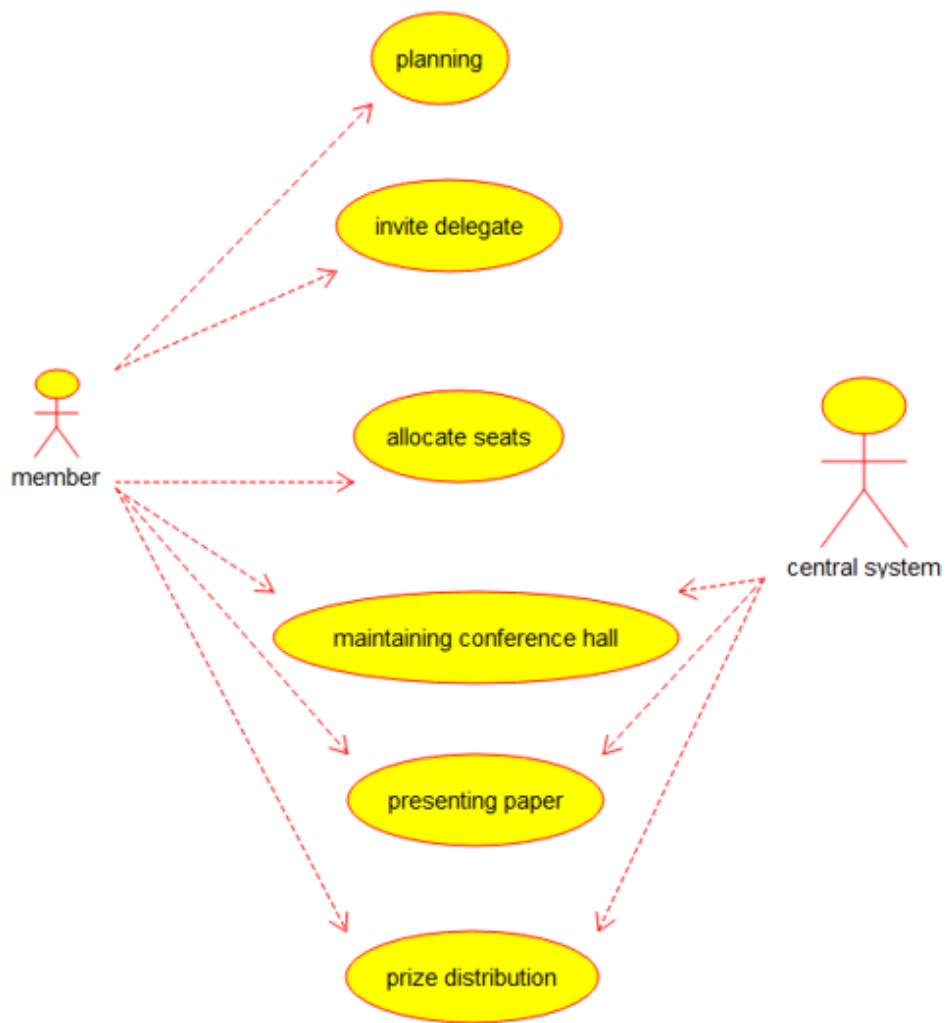 planning
invite delegate
allocate seats
member
central system
maintaining conference hall
presenting paper
prize distribution